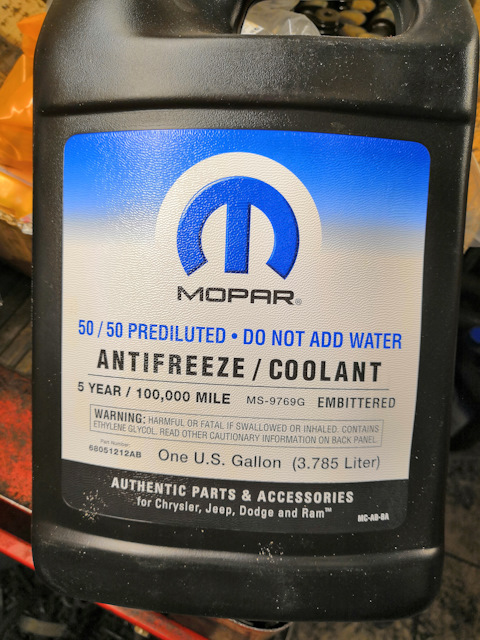 MOPAR®
50 / 50 PREDILUTED • DO NOT ADD WATER
ANTIFREEZE / COOLANT
5 YEAR / 100,000 MILE MS-9769G EMBITTERED
WARNING: HARMFUL OR FATAL IF SWALLOWED OR INHALED. CONTAINS
ETHYLENE GLYCOL. READ OTHER CAUTIONARY INFORMATION ON BACK PANEL.
Part Number
68051212AB One U.S. Gallon (3.785 Liter)
AUTHENTIC PARTS & ACCESSORIES
for Chrysler, Jeep, Dodge and Ram™
MC-AB-BA